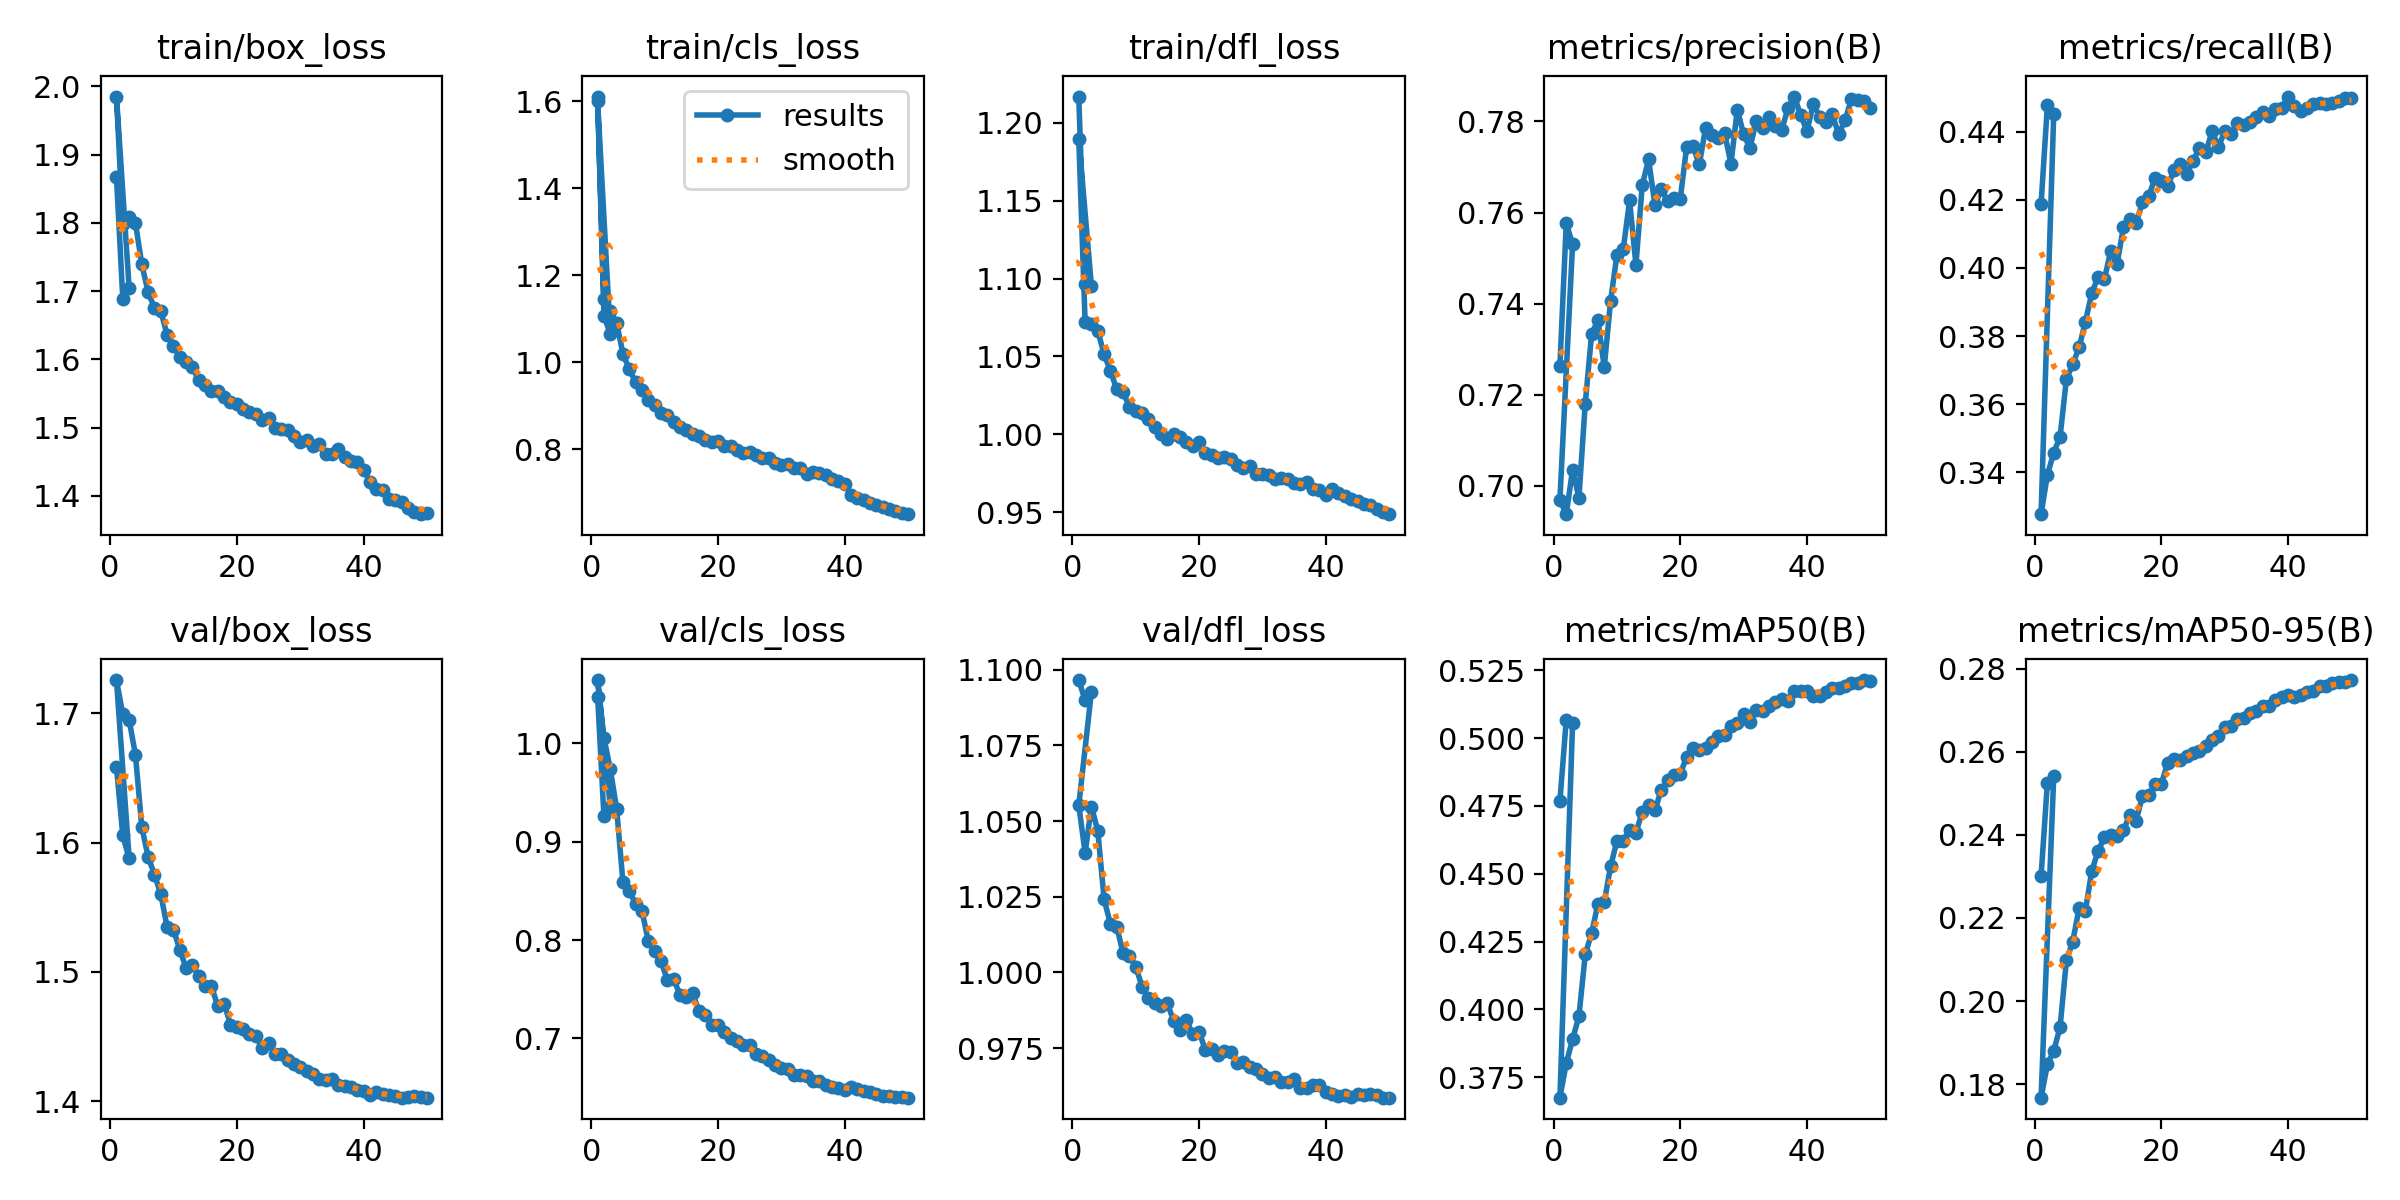 train/box_loss
2.0
1.9
1.8
1.7
1.6
1.5
1.4
0 20 40
train/cls_loss
results
smooth
1.6
1.4
1.2
1.0
0.8
0 20 40
train/dfl_loss
1.20
1.15
1.10
1.05
1.00
0.95
0 20 40
metrics/precision(B)
0.78
0.76
0.74
0.72
0.70
0 20 40
metrics/recall(B)
0.44
0.42
0.40
0.38
0.36
0.34
0 20 40
val/box_loss
1.7
1.6
1.5
1.4
0 20 40
val/cls_loss
1.0
0.9
0.8
0.7
0 20 40
val/dfl_loss
1.100
1.075
1.050
1.025
1.000
0.975
0 20 40
metrics/mAP50(B)
0.525
0.500
0.475
0.450
0.425
0.400
0.375
0 20 40
metrics/mAP50-95(B)
0.28
0.26
0.24
0.22
0.20
0.18
0 20 40